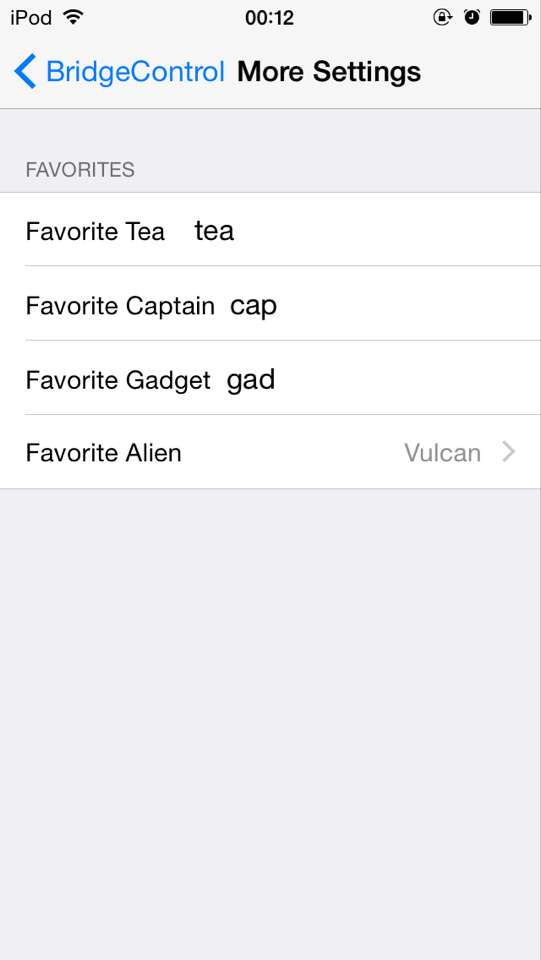 iPod 00:12
BridgeControl More Settings
FAVORITES
Favorite Tea tea
Favorite Captain cap
Favorite Gadget gad
Favorite Alien Vulcan